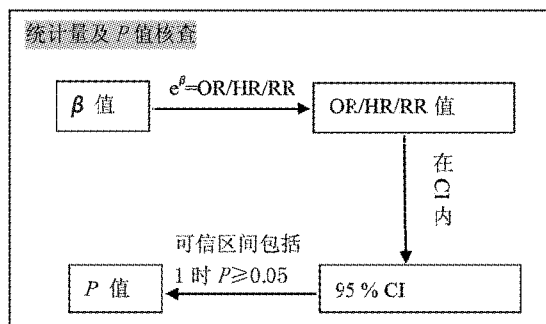 统计量及 P 值核查
β 值
e^β=OR/HR/RR
OR/HR/RR 值
在 CI 内
可信区间包括
1 时 P≥0.05
P 值
95 % CI